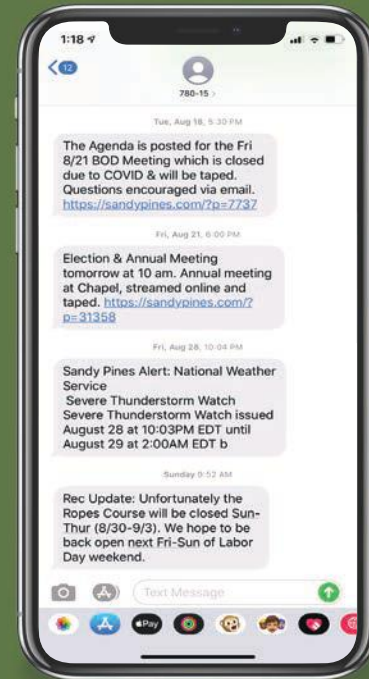 1:18
12
780-15 >
Tue, Aug 18, 5:30 PM
The Agenda is posted for the Fri
8/21 BOD Meeting which is closed
due to COVID & will be taped.
Questions encouraged via email.
https://sandypines.com/?p=7737
Fri, Aug 21, 6:00 PM
Election & Annual Meeting
tomorrow at 10 am. Annual meeting
at Chapel, streamed online and
taped. https://sandypines.com/?
p=31358
Fri, Aug 28, 10:04 PM
Sandy Pines Alert: National Weather
Service
Severe Thunderstorm Watch
Severe Thunderstorm Watch issued
August 28 at 10:03PM EDT until
August 29 at 2:00AM EDT b
Sunday 9:52 AM
Rec Update: Unfortunately the
Ropes Course will be closed Sun-
Thur (8/30-9/3). We hope to be
back open next Fri-Sun of Labor
Day weekend.
Text Message
Pay